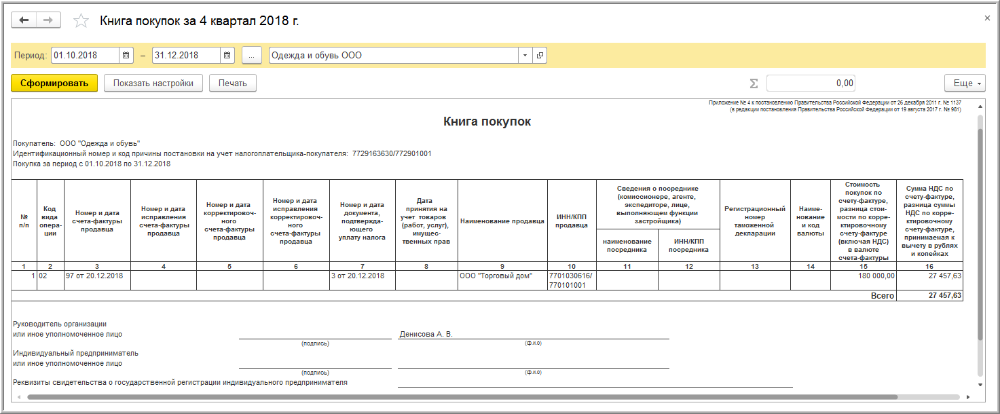 Книга покупок за 4 квартал 2018 г.
Период: 01.10.2018 – 31.12.2018 ... Одежда и обувь ООО
Сформировать Показать настройки Печать Σ 0,00 Еще
Приложение № 4 к постановлению Правительства Российской Федерации от 26 декабря 2011 г. № 1137
(в редакции постановления Правительства Российской Федерации от 19 августа 2017 г. № 981)
Книга покупок
Покупатель: ООО "Одежда и обувь"
Идентификационный номер и код причины постановки на учет налогоплательщика-покупателя: 7729163630/772901001
Покупка за период с 01.10.2018 по 31.12.2018
№
п/п
Код
вида
опера-
ции
Номер и дата
счета-фактуры
продавца
Номер и дата
исправления
счета-фактуры
продавца
Номер и дата
корректировоч-
ного
счета-фактуры
продавца
Номер и дата
исправления
корректировоч-
ного
счета-фактуры
продавца
Номер и дата
документа,
подтвержда-
ющего
уплату налога
Дата
принятия на
учет товаров
(работ, услуг),
имущес-
твенных прав
Наименование продавца
ИНН/КПП
продавца
Сведения о посреднике
(комиссионере, агенте,
экспедиторе, лице,
выполняющем функции
застройщика)
наименование
посредника
ИНН/КПП
посредника
Регистрационный
номер
таможенной
декларации
Наиме-
нование
и код
валюты
Стоимость
покупок по
счету-фактуре,
разница стои-
мости по корре-
ктировочному
счету-фактуре
(включая НДС)
в валюте
счета-фактуры
Сумма НДС по
счету-фактуре,
разница суммы
НДС по корре-
ктировочному
счету-фактуре,
принимаемая к
вычету в рублях
и копейках
1 2 3 4 5 6 7 8 9 10 11 12 13 14 15 16
1 02 97 от 20.12.2018 3 от 20.12.2018 ООО "Торговый дом" 7701030616/ 180 000,00 27 457,63
770101001
Всего 27 457,63
Руководитель организации
или иное уполномоченное лицо Денисова А. В.
(подпись) (ф.и.о)
Индивидуальный предприниматель
или иное уполномоченное лицо
(подпись) (ф.и.о)
Реквизиты свидетельства о государственной регистрации индивидуального предпринимателя